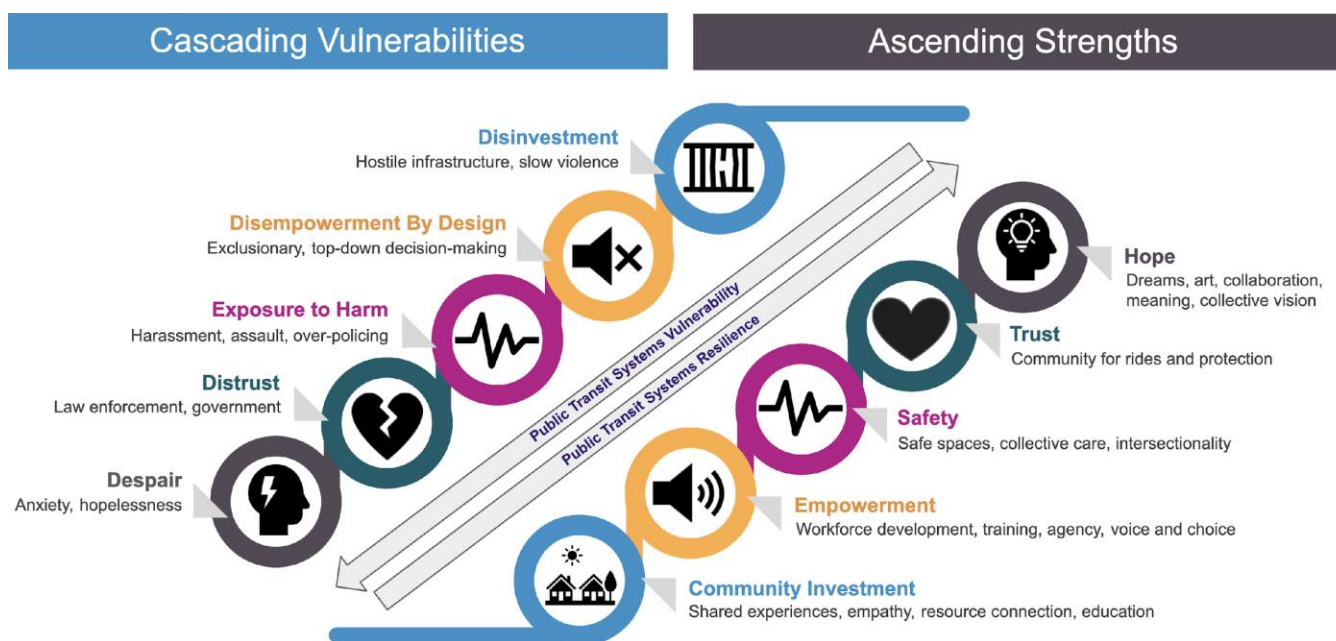 Cascading Vulnerabilities
Ascending Strengths
Disinvestment
Hostile infrastructure, slow violence
Disempowerment By Design
Exclusionary, top-down decision-making
Exposure to Harm
Harassment, assault, over-policing
Distrust
Law enforcement, government
Despair
Anxiety, hopelessness
Public Transit Systems Vulnerability
Public Transit Systems Resilience
Hope
Dreams, art, collaboration,
meaning, collective vision
Trust
Community for rides and protection
Safety
Safe spaces, collective care, intersectionality
Empowerment
Workforce development, training, agency, voice and choice
Community Investment
Shared experiences, empathy, resource connection, education